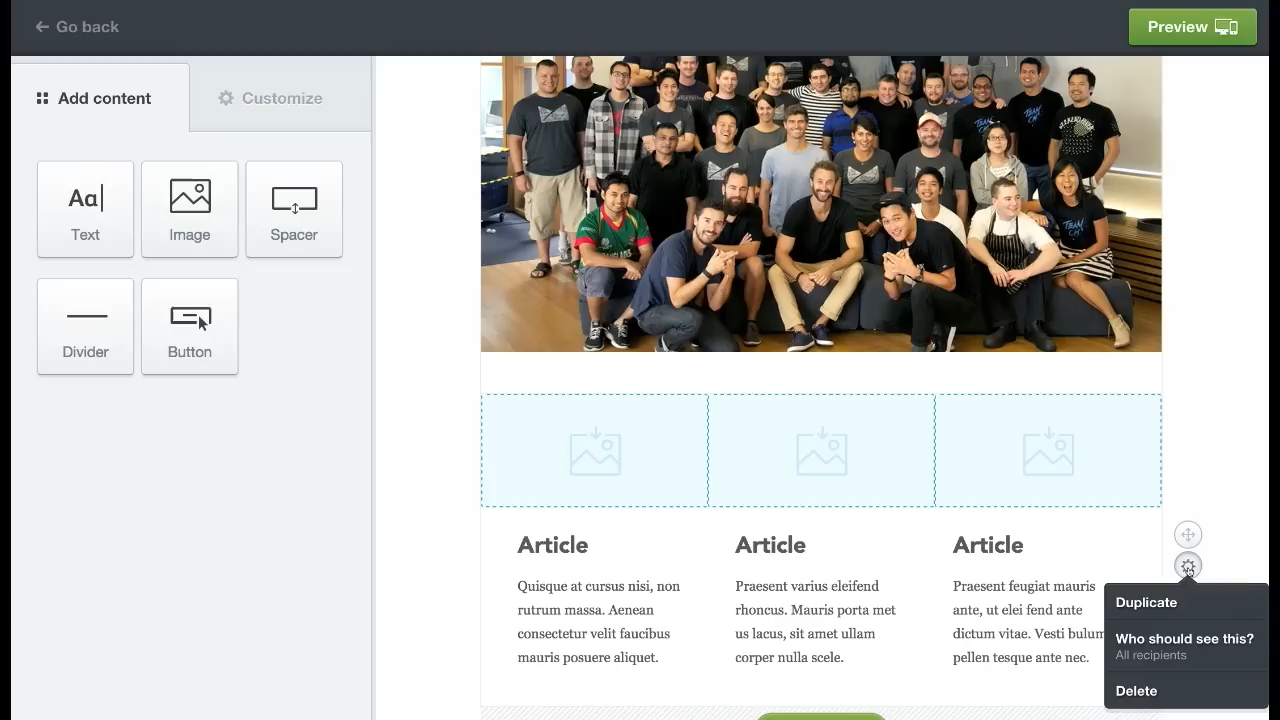 Go back
Preview
Add content
Customize
Aa
Text
Image
Spacer
Divider
Button
TEAM
CM
Article
Quisque at cursus nisi, non
rutrum massa. Aenean
consectetur velit faucibus
mauris posuere aliquet.
Article
Praesent varius eleifend
rhoncus. Mauris porta met
us lacus, sit amet ullam
corper nulla scele.
Article
Praesent feugiat mauris
ante, ut elei fend ante
dictum vitae. Vesti bulum
pellen tesque ante nec.
Duplicate
Who should see this?
All recipients
Delete